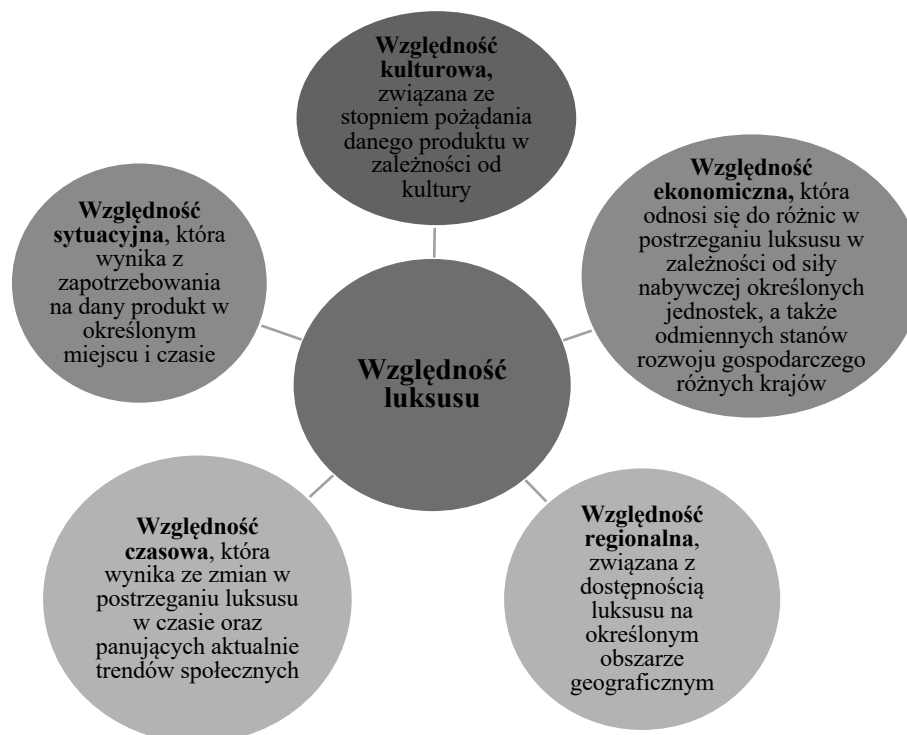 Względność
kulturowa,
związana ze
stopniem pożądania
danego produktu w
zależności od
kultury
Względność
ekonomiczna, która
odnosi się do różnic w
postrzeganiu luksusu w
zależności od siły
nabywczej określonych
jednostek, a także
odmiennych stanów
rozwoju gospodarczego
różnych krajów
Względność
sytuacyjna, która
wynika z
zapotrzebowania
na dany produkt w
określonym
miejscu i czasie
Względność
luksusu
Względność
czasowa, która
wynika ze zmian w
postrzeganiu luksusu
w czasie oraz
panujących aktualnie
trendów społecznych
Względność
regionalna,
związana z
dostępnością
luksusu na
określonym
obszarze
geograficznym